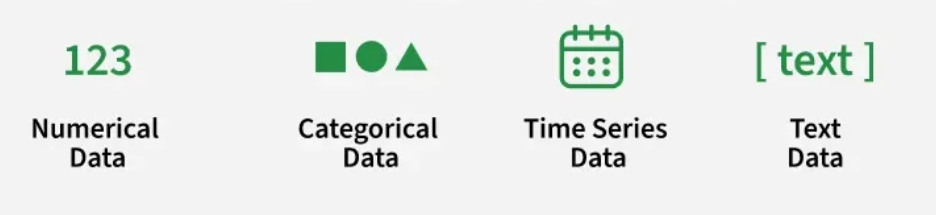 123
[ text ]
Numerical
Data
Categorical
Data
Time Series
Data
Text
Data